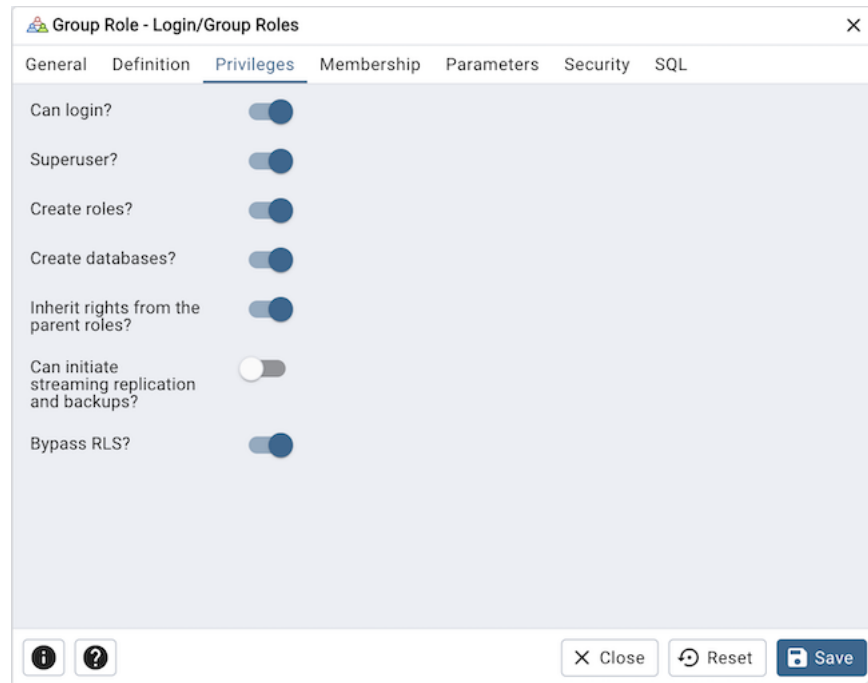 Group Role - Login/Group Roles
General Definition Privileges Membership Parameters Security SQL
Can login?
Superuser?
Create roles?
Create databases?
Inherit rights from the
parent roles?
Can initiate
streaming replication
and backups?
Bypass RLS?
Close Reset Save